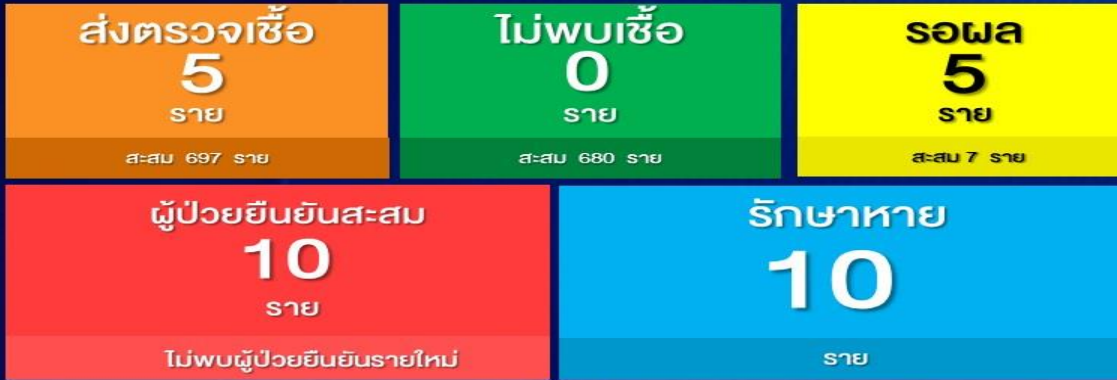 ส่งตรวจเชื้อ
5
ราย
สะสม 697 ราย
ไม่พบเชื้อ
0
ราย
สะสม 680 ราย
รอผล
5
ราย
สะสม 7 ราย
ผู้ป่วยยืนยันสะสม
10
ราย
ไม่พบผู้ป่วยยืนยันรายใหม่
รักษาหาย
10
ราย